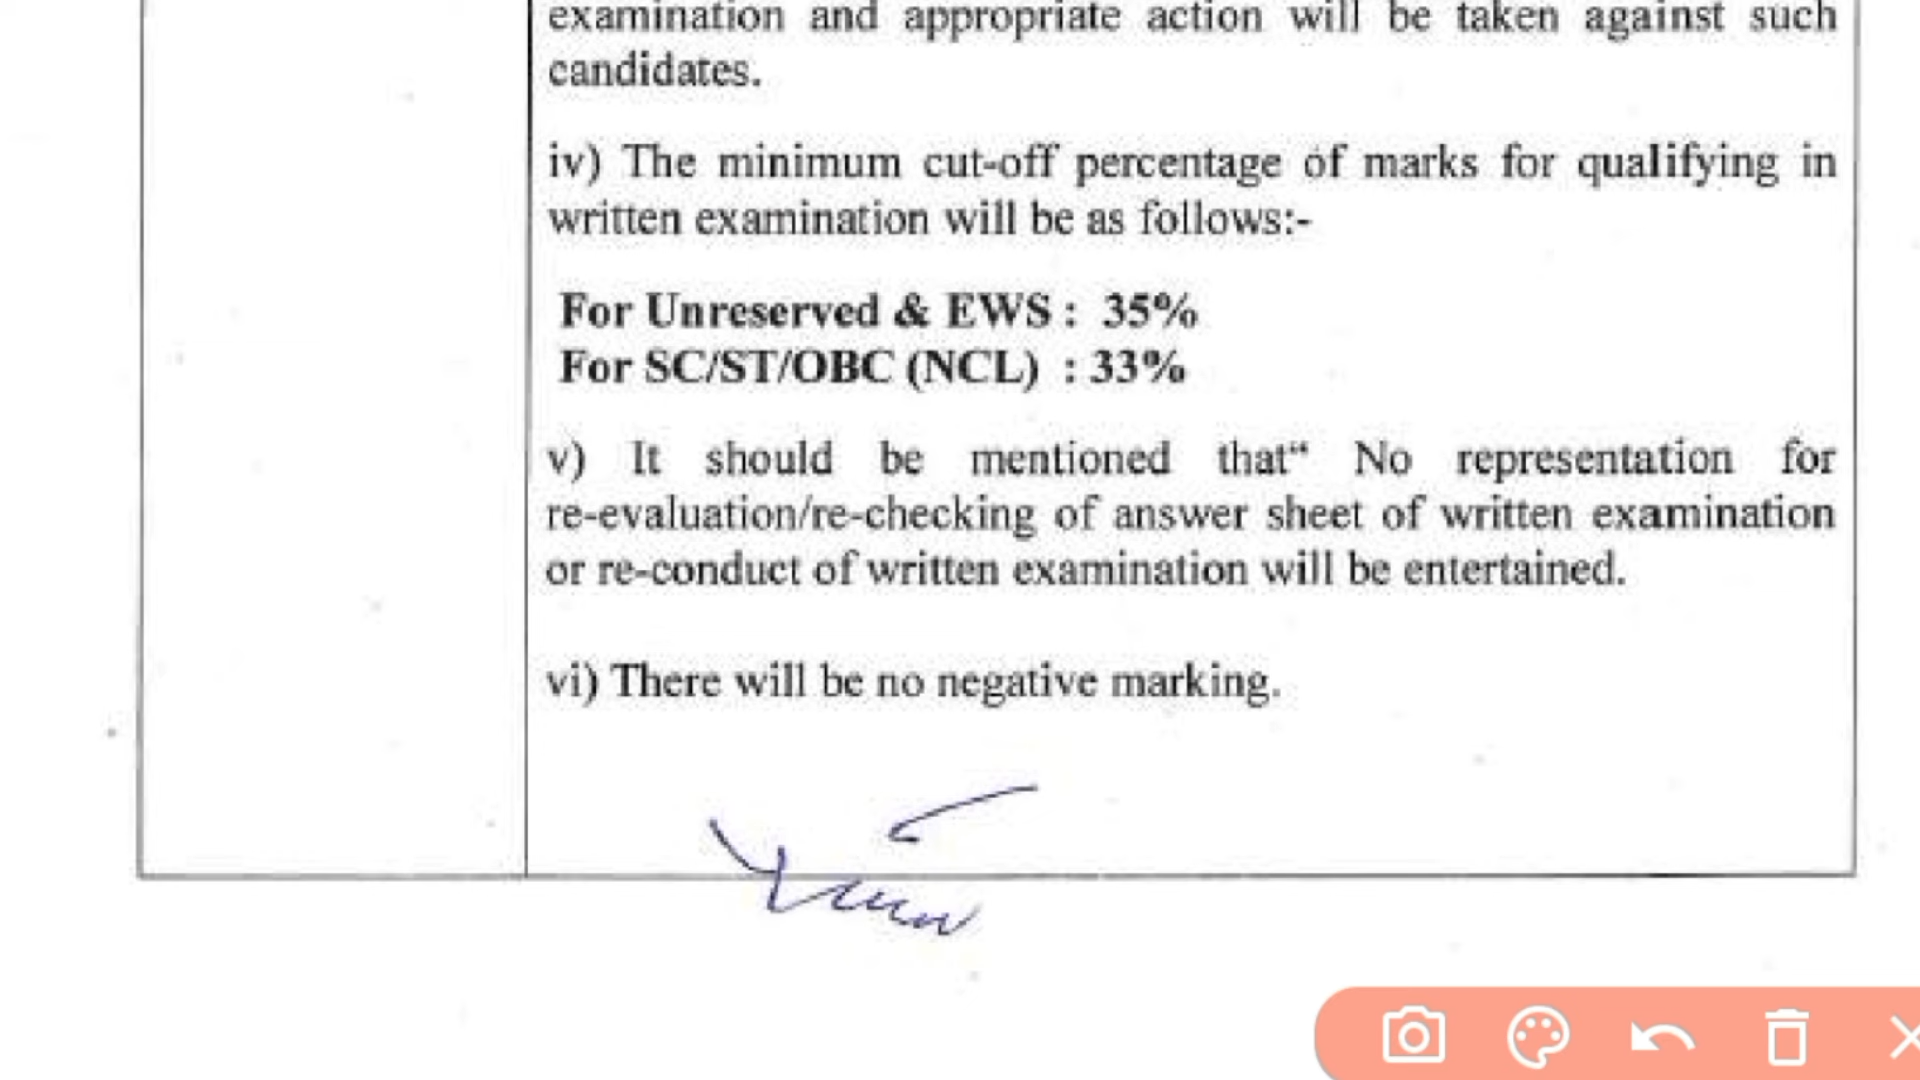 examination and appropriate action will be taken against such
candidates.
iv) The minimum cut-off percentage of marks for qualifying in
written examination will be as follows:-
For Unreserved & EWS : 35%
For SC/ST/OBC (NCL) : 33%
v) It should be mentioned that“ No representation for
re-evaluation/re-checking of answer sheet of written examination
or re-conduct of written examination will be entertained.
vi) There will be no negative marking.